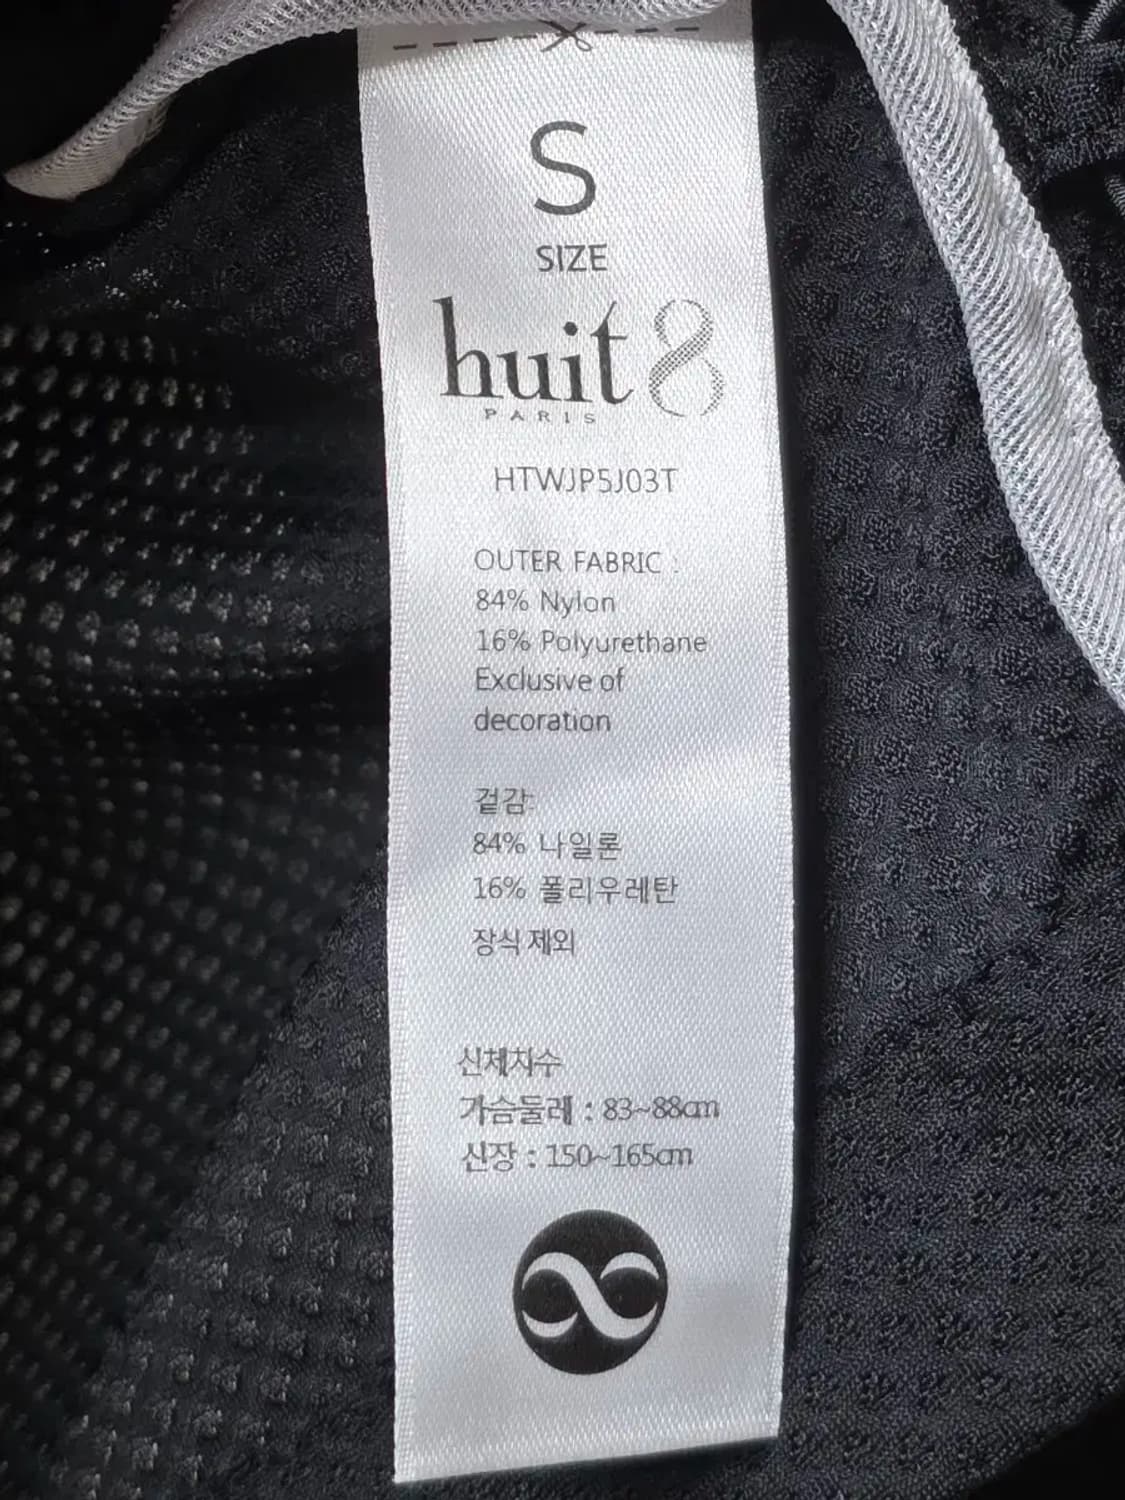 S
SIZE
huit 8
PARIS
HTWJP5J03T
OUTER FABRIC :
84% Nylon
16% Polyurethane
Exclusive of
decoration
겉감:
84% 나일론
16% 폴리우레탄
장식 제외
신체치수
가슴둘레 : 83~88cm
신장 : 150~165cm